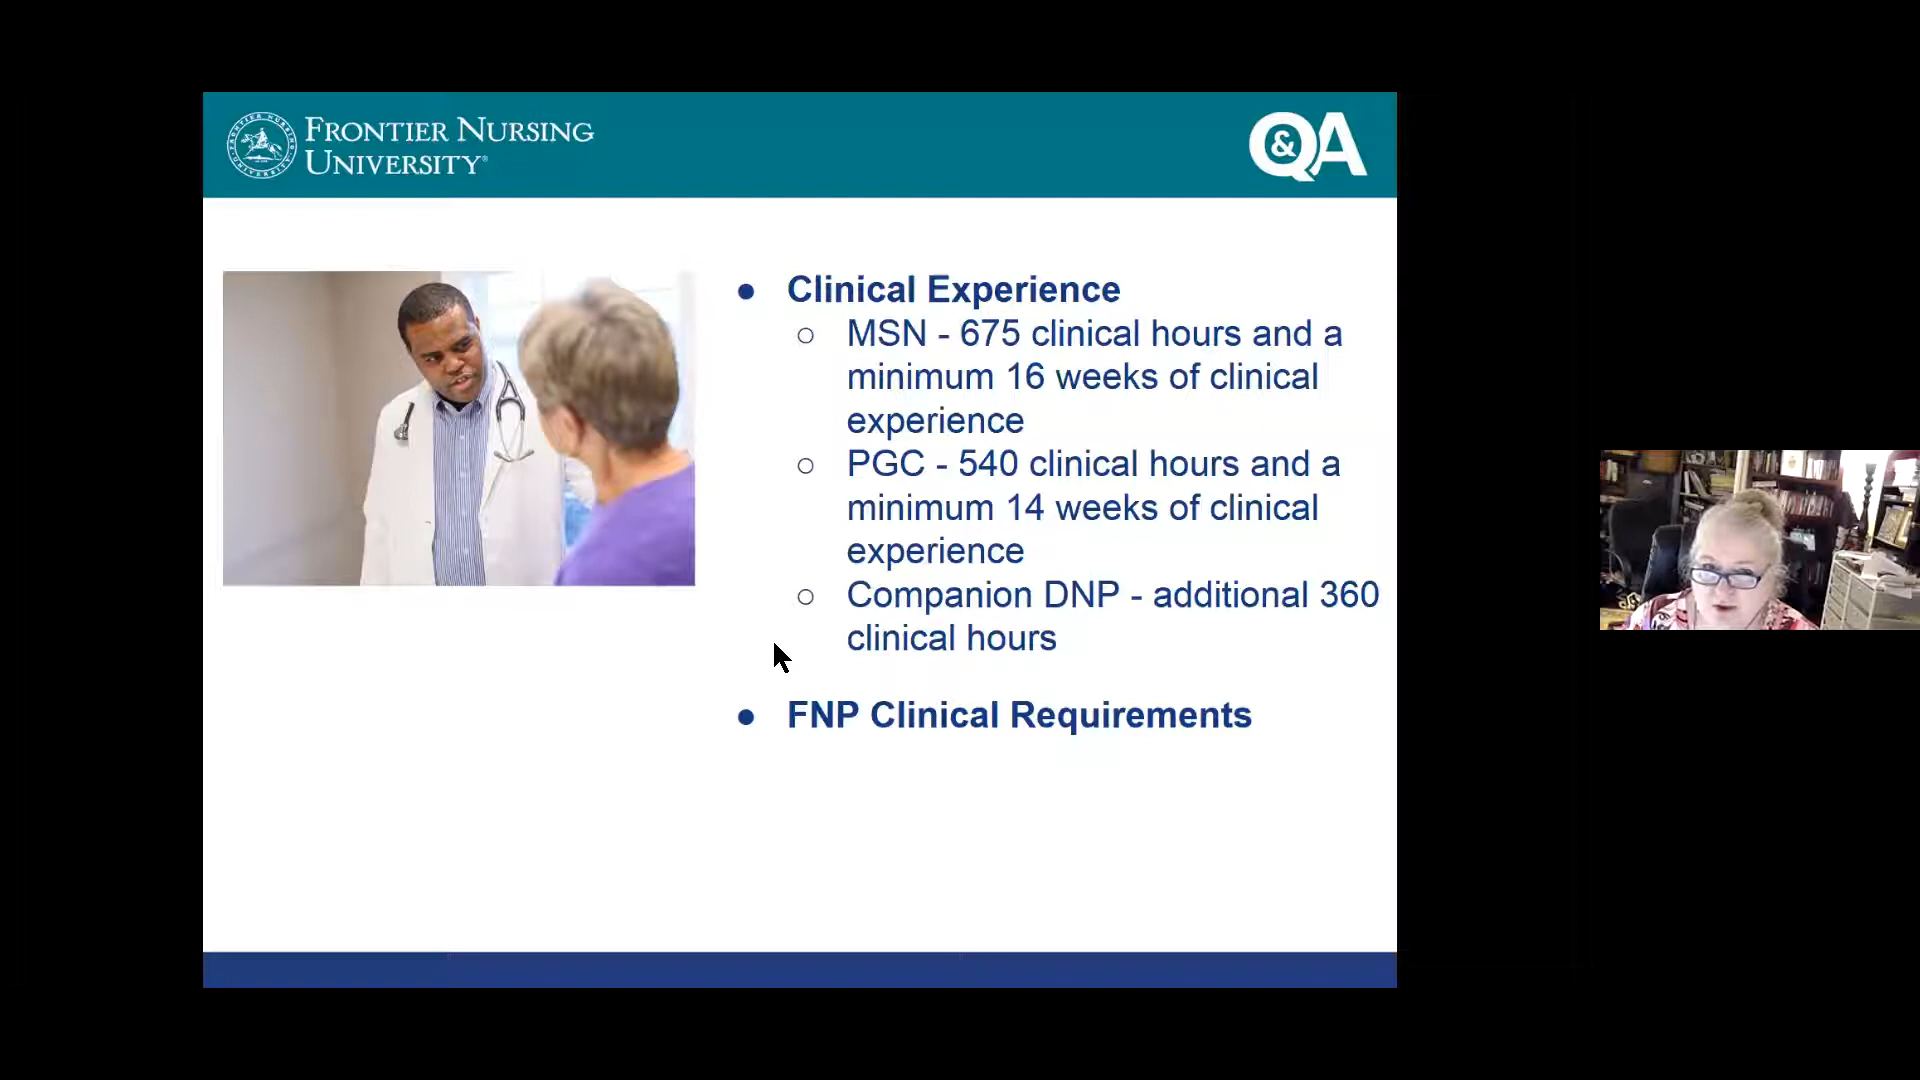 FRONTIER NURSING
UNIVERSITY®
Q&A
● Clinical Experience
○ MSN - 675 clinical hours and a
minimum 16 weeks of clinical
experience
○ PGC - 540 clinical hours and a
minimum 14 weeks of clinical
experience
○ Companion DNP - additional 360
clinical hours
● FNP Clinical Requirements